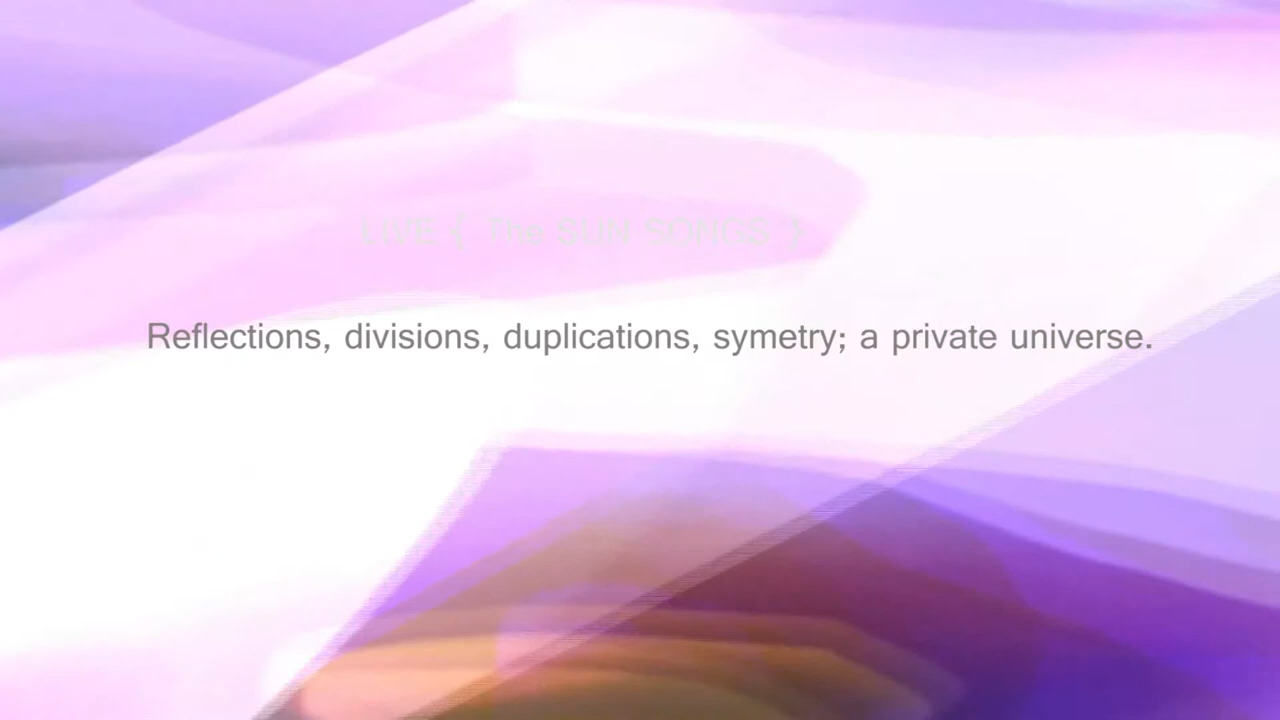 LIVE { The SUN SONGS }
Reflections, divisions, duplications, symetry; a private universe.